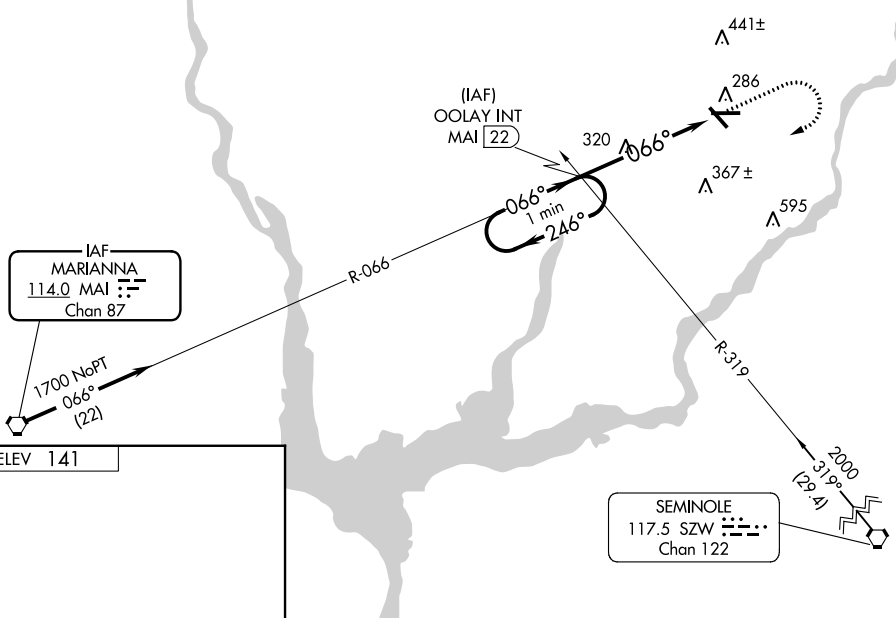 441±
286
(IAF)
OOLAY INT
MAI 22
320
066°
367±
066°
1 min
246°
595
IAF
MARIANNA
114.0 MAI
Chan 87
R-066
1700 NoPT
066°
(22)
R-319
ELEV 141
2000
319°
(29.4)
SEMINOLE
117.5 SZW
Chan 122